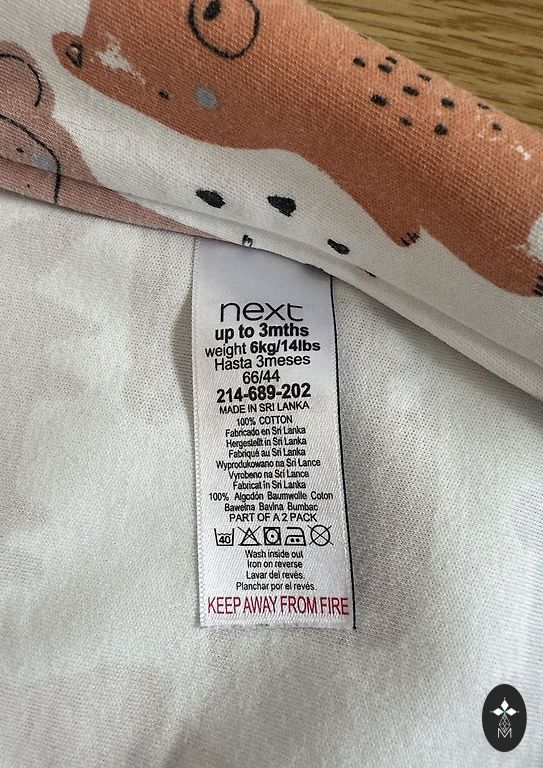 next
up to 3mths
weight 6kg/14lbs
Hasta 3meses
66/44
214-689-202
MADE IN SRI LANKA
100% COTTON
Fabricado en Sri Lanka
Hergestellt in Sri Lanka
Fabriqué au Sri Lanka
Wyprodukowano na Sri Lance
Vyrobeno na Sri Lance
Fabricat în Sri Lanka
100% Algodón Baumwolle Coton
Bawełna Bavlna Bumbac
PART OF A 2 PACK
40
Wash inside out
Iron on reverse
Lavar del revés.
Planchar por el revés.
KEEP AWAY FROM FIRE